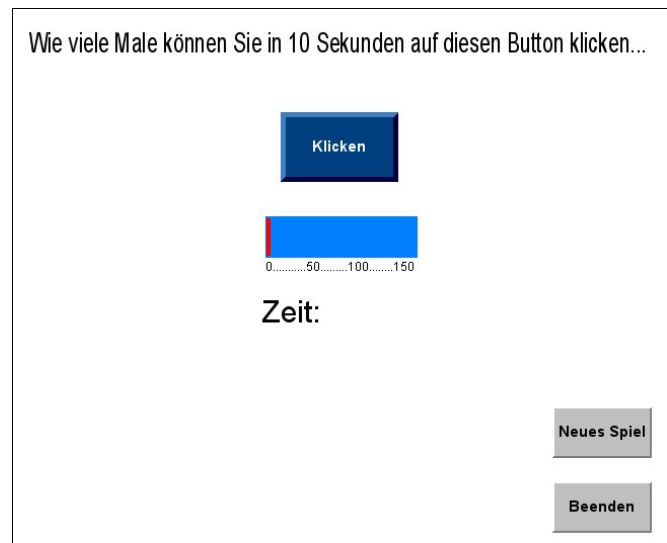 Wie viele Male können Sie in 10 Sekunden auf diesen Button klicken...
Klicken
0..........50........100.......150
Zeit:
Neues Spiel
Beenden